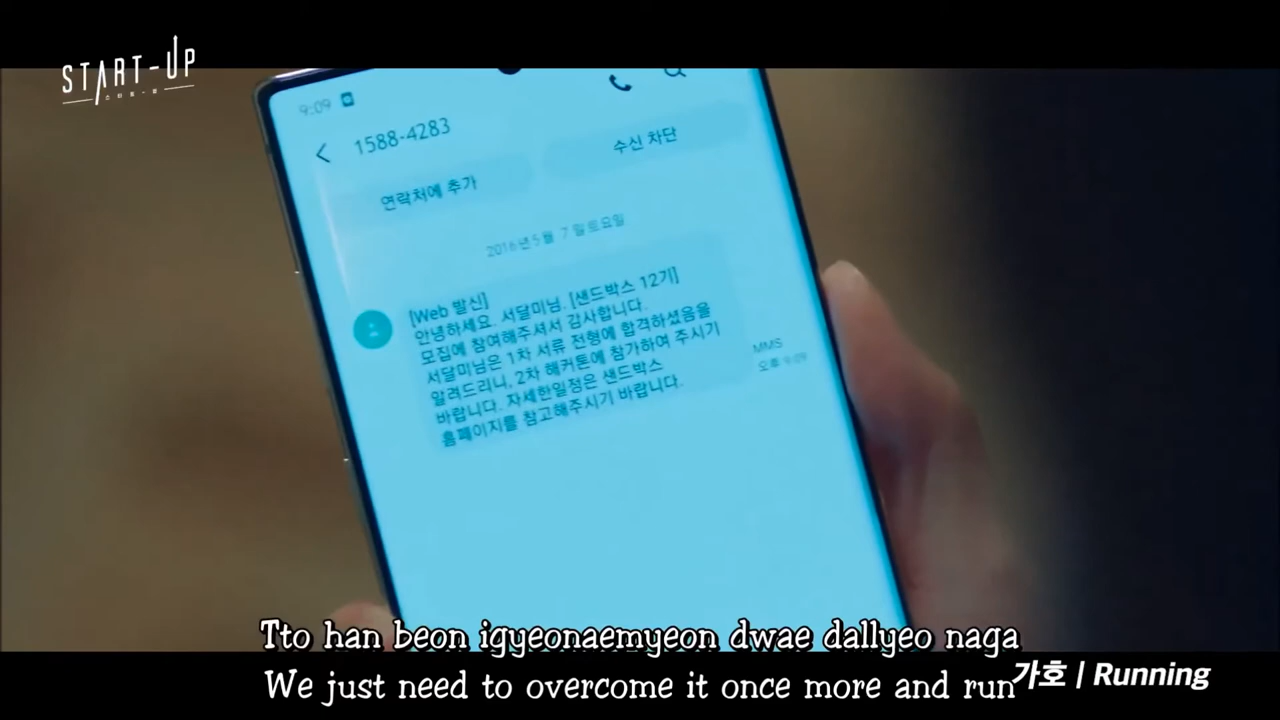 START-UP
스타트-업
9:09
1588-4283
연락처에 추가
수신 차단
2016년 5월 7일 토요일
[Web 발신]
안녕하세요. 서달미님. [샌드박스 12기]
모집에 참여해주셔서 감사합니다.
서달미님은 1차 서류 전형에 합격하셨음을
알려드리니, 2차 해커톤에 참가하여 주시기
바랍니다. 자세한일정은 샌드박스
홈페이지를 참고해주시기 바랍니다.
MMS
오후 9:09
Tto han beon igyeonaemyeon dwae dallyeo naga
We just need to overcome it once more and run
가호 | Running